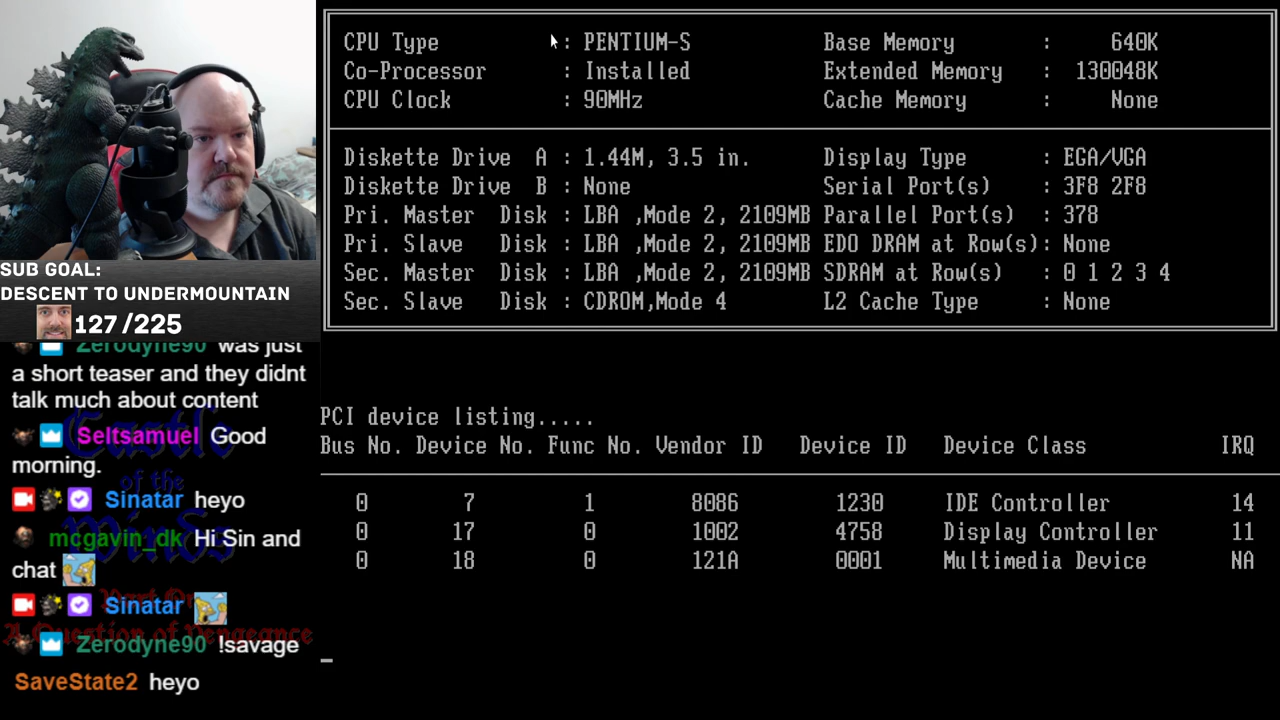 CPU Type : PENTIUM-S Base Memory : 640K
Co-Processor : Installed Extended Memory : 130048K
CPU Clock : 90MHz Cache Memory : None
Diskette Drive A : 1.44M, 3.5 in. Display Type : EGA/VGA
Diskette Drive B : None Serial Port(s) : 3F8 2F8
Pri. Master Disk : LBA ,Mode 2, 2109MB Parallel Port(s) : 378
Pri. Slave Disk : LBA ,Mode 2, 2109MB EDO DRAM at Row(s): None
Sec. Master Disk : LBA ,Mode 2, 2109MB SDRAM at Row(s) : 0 1 2 3 4
Sec. Slave Disk : CDROM,Mode 4 L2 Cache Type : None
PCI device listing.....
Bus No. Device No. Func No. Vendor ID Device ID Device Class IRQ
0 7 1 8086 1230 IDE Controller 14
0 17 0 1002 4758 Display Controller 11
0 18 0 121A 0001 Multimedia Device NA
SUB GOAL:
DESCENT TO UNDERMOUNTAIN
127 /225
Zerodyne90 was just
a short teaser and they didnt
talk much about content
Seltsamuel Good
morning.
Sinatar heyo
mcgavin_dk Hi Sin and
chat
Sinatar
Zerodyne90 !savage
SaveState2 heyo
Castle
of the
Winds
A Question of Vengeance